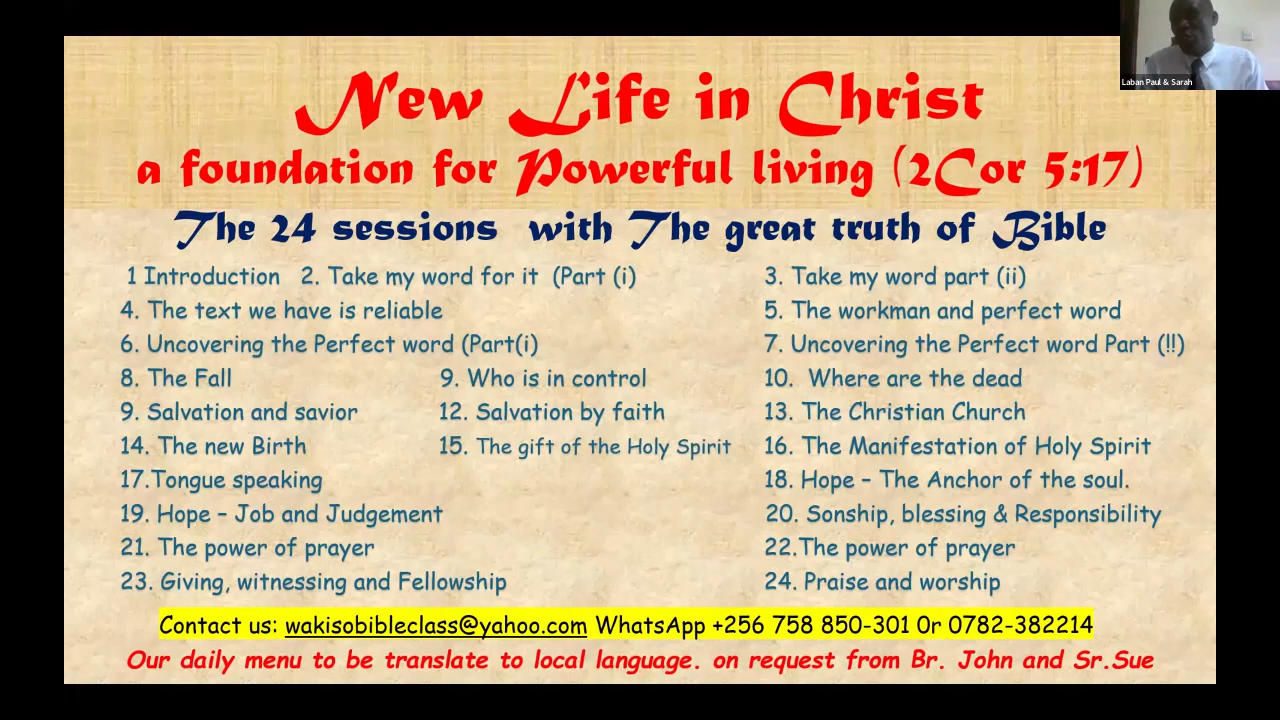 Laban Paul & Sarah
New Life in Christ
a foundation for Powerful living (2Cor 5:17)
The 24 sessions with The great truth of Bible
1 Introduction 2. Take my word for it (Part (i) 3. Take my word part (ii)
4. The text we have is reliable 5. The workman and perfect word
6. Uncovering the Perfect word (Part(i) 7. Uncovering the Perfect word Part (!!)
8. The Fall 9. Who is in control 10. Where are the dead
9. Salvation and savior 12. Salvation by faith 13. The Christian Church
14. The new Birth 15. The gift of the Holy Spirit 16. The Manifestation of Holy Spirit
17.Tongue speaking 18. Hope – The Anchor of the soul.
19. Hope – Job and Judgement 20. Sonship, blessing & Responsibility
21. The power of prayer 22.The power of prayer
23. Giving, witnessing and Fellowship 24. Praise and worship
Contact us: wakisobibleclass@yahoo.com WhatsApp +256 758 850-301 0r 0782-382214
Our daily menu to be translate to local language. on request from Br. John and Sr.Sue